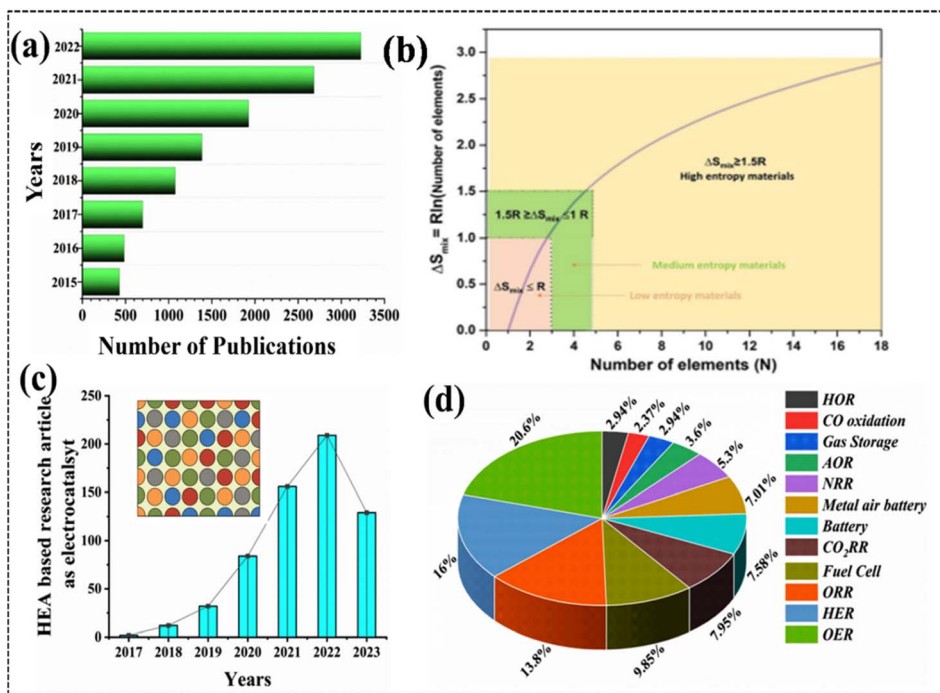 (a)
2022
2021
2020
2019
2018
2017
2016
2015
Years
0 500 1000 1500 2000 2500 3000 3500
Number of Publications
(b)
3.0
2.5
2.0
1.5
1.0
0.5
0.0
ΔSmix = Rln(Number of elements)
ΔSmix≥1.5R
High entropy materials
1.5R ≥ΔSmix ≤1 R
Medium entropy materials
ΔSmix ≤ R
Low entropy materials
0 2 4 6 8 10 12 14 16 18
Number of elements (N)
(c)
250
200
150
100
50
0
HEA based research article
as electrocatalsyt
2017 2018 2019 2020 2021 2022 2023
Years
(d)
20.6%
2.94%
2.37%
2.94%
3.6%
5.3%
7.01%
7.58%
7.95%
9.85%
13.8%
16%
HOR
CO oxidation
Gas Storage
AOR
NRR
Metal air battery
Battery
CO₂RR
Fuel Cell
ORR
HER
OER